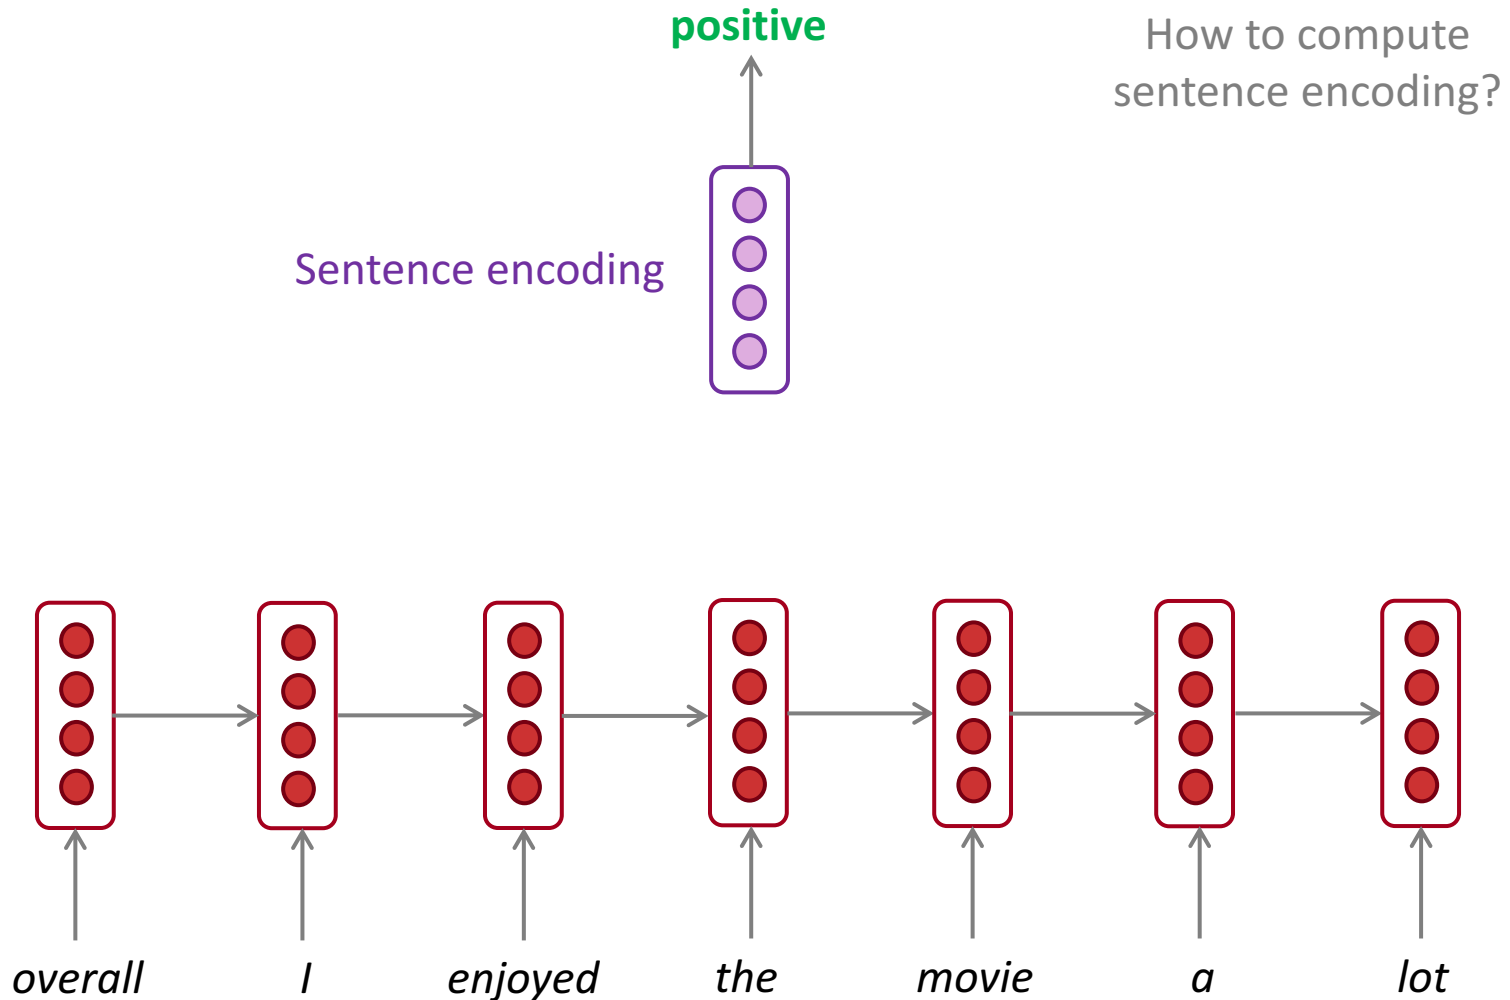 positive
How to compute
sentence encoding?
Sentence encoding
overall I enjoyed the movie a lot